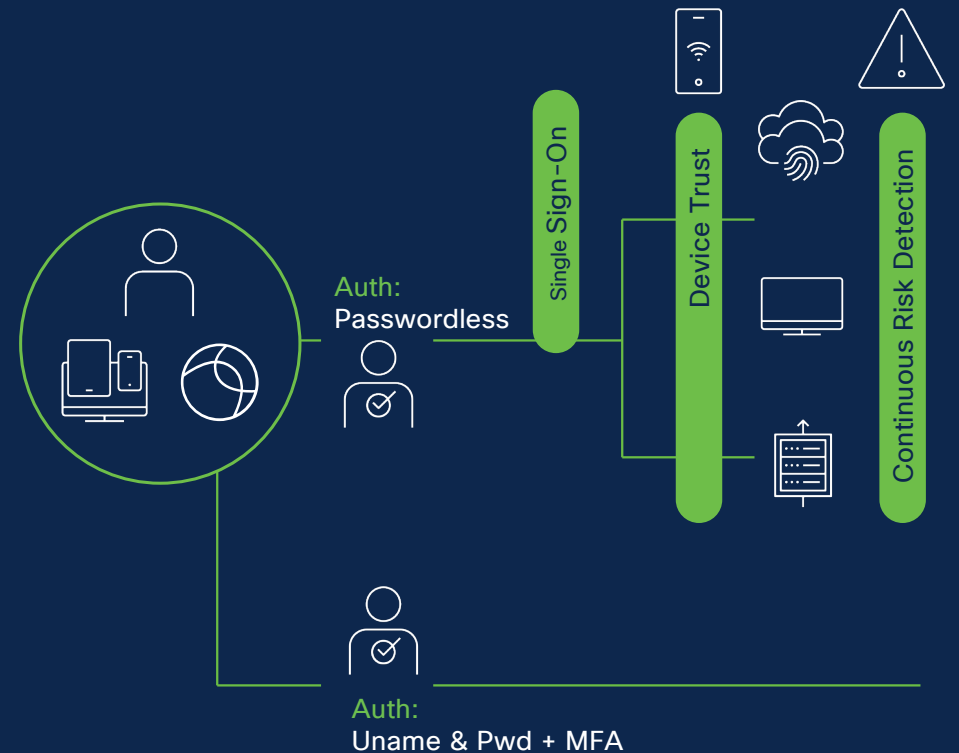 Auth:
Passwordless
Single Sign-On
Device Trust
Continuous Risk Detection
Auth:
Uname & Pwd + MFA